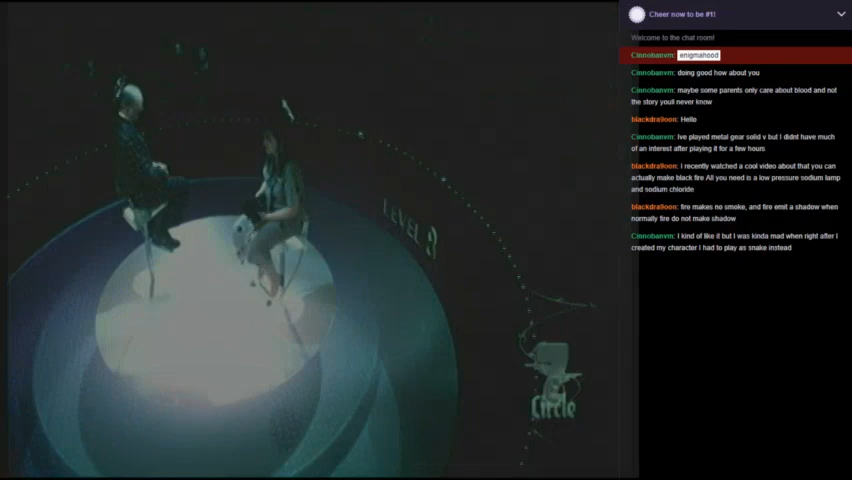 Cheer now to be #1!
Welcome to the chat room!
Cinnobanvm: enigmahood
Cinnobanvm: doing good how about you
Cinnobanvm: maybe some parents only care about blood and not
the story youll never know
blackdra9oon: Hello
Cinnobanvm: Ive played metal gear solid v but I didnt have much
of an interest after playing it for a few hours
blackdra9oon: I recently watched a cool video about that you can
actually make black fire All you need is a low pressure sodium lamp
and sodium chloride
blackdra9oon: fire makes no smoke, and fire emit a shadow when
normally fire do not make shadow
Cinnobanvm: I kind of like it but I was kinda mad when right after I
created my character I had to play as snake instead
LEVEL 3
Circle